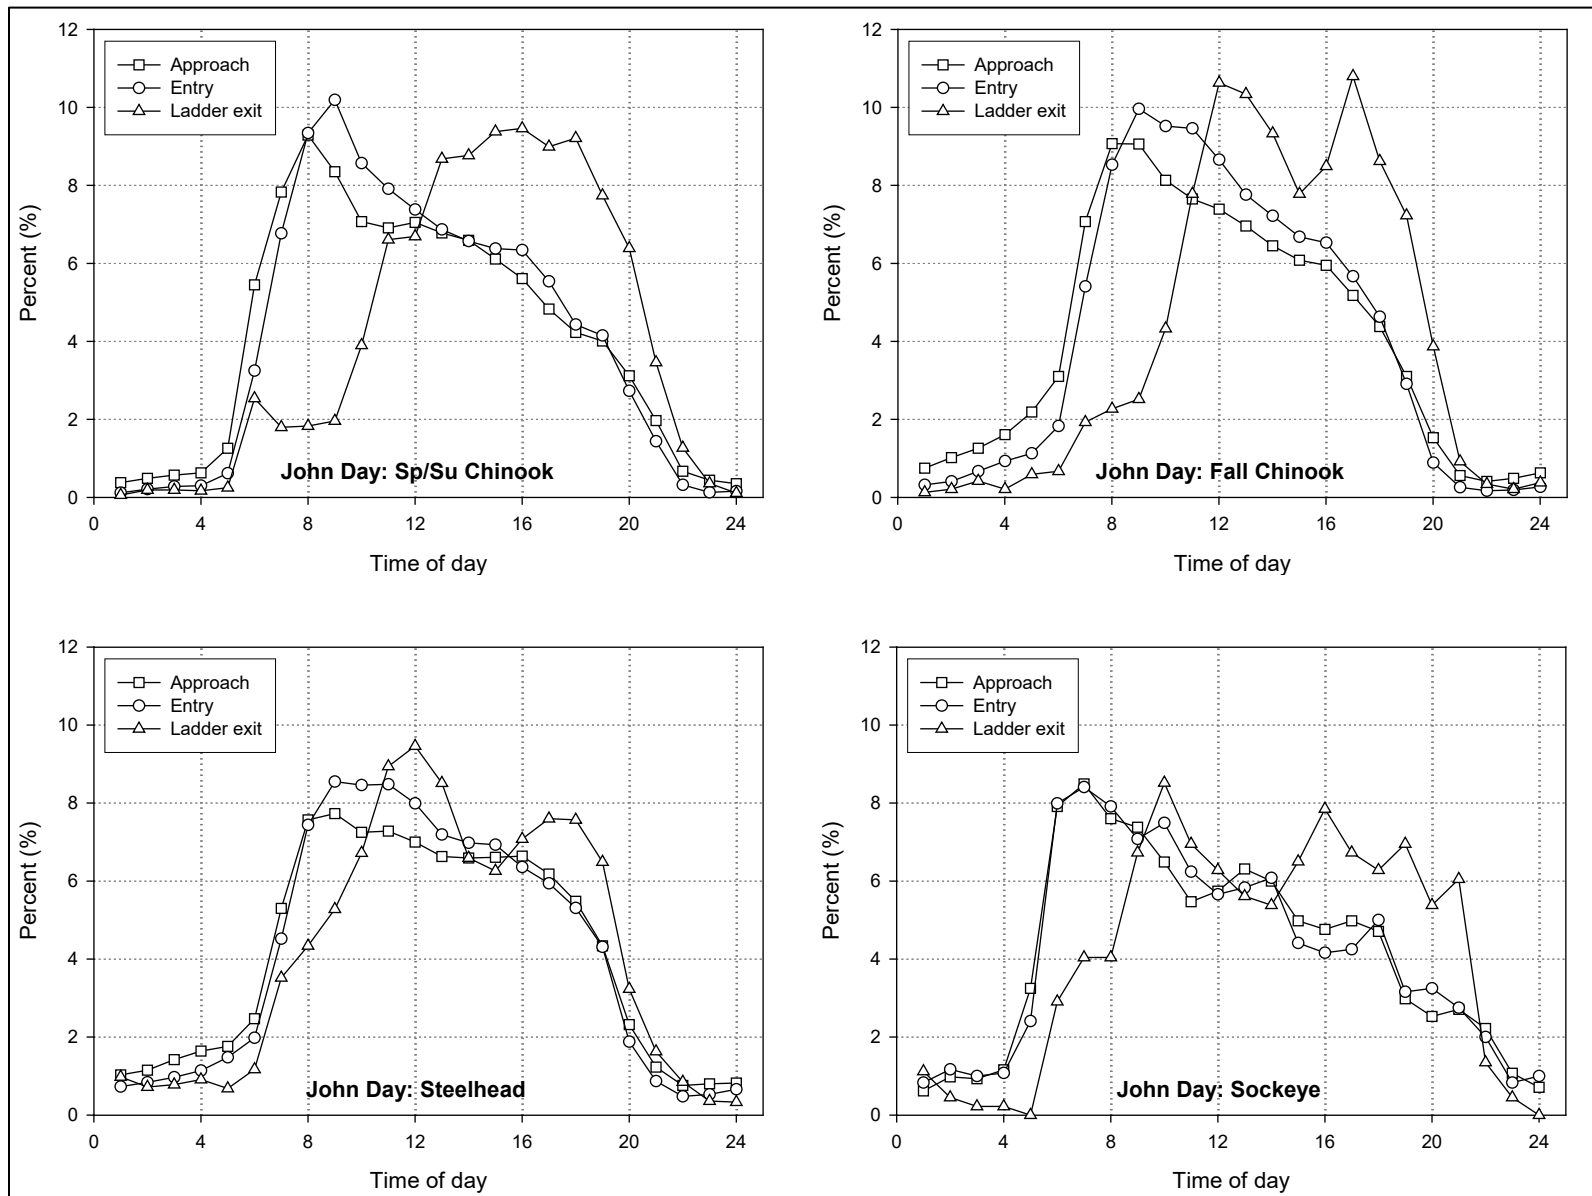 12
10
8
6
4
2
0
Percent (%)
Approach
Entry
Ladder exit
John Day: Sp/Su Chinook
0 4 8 12 16 20 24
Time of day
12
10
8
6
4
2
0
Percent (%)
Approach
Entry
Ladder exit
John Day: Fall Chinook
0 4 8 12 16 20 24
Time of day
12
10
8
6
4
2
0
Percent (%)
Approach
Entry
Ladder exit
John Day: Steelhead
0 4 8 12 16 20 24
Time of day
12
10
8
6
4
2
0
Percent (%)
Approach
Entry
Ladder exit
John Day: Sockeye
0 4 8 12 16 20 24
Time of day